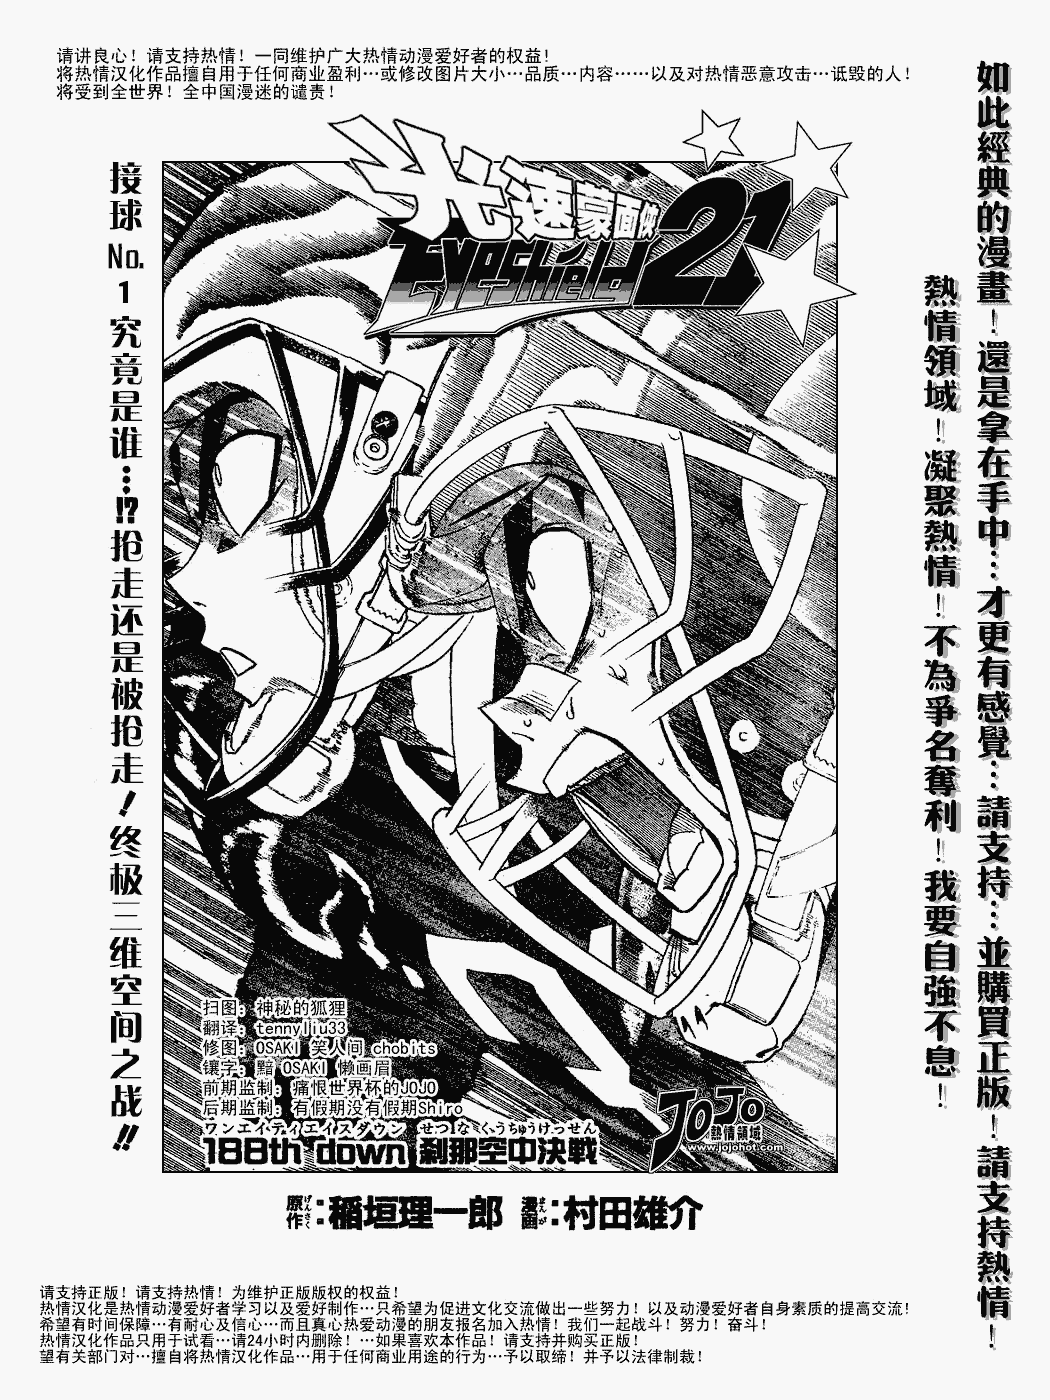 请讲良心！请支持热情！一同维护广大热情动漫爱好者的权益！
将热情汉化作品擅自用于任何商业盈利…或修改图片大小…品质…内容……以及对热情恶意攻击…诋毁的人！
将受到全世界！全中国漫迷的谴责！
如此經典的漫畫！還是拿在手中…才更有感覺…請支持…並購買正版！請支持熱情！
熱情領域！凝聚熱情！不為爭名奪利！我要自強不息！
光速蒙面侠
Eyeshield 21
接球No.1究竟是谁…!?抢走还是被抢走！终极三维空间之战!!
扫图：神秘的狐狸
翻译：tennyliu33
修图：OSAKI 笑人间 chobits
镶字：黯 OSAKI 懒画眉
前期监制：痛恨世界杯的JOJO
后期监制：有假期没有假期Shiro
ワンエイティエイスダウン せつなくうちゅうけっせん
188th down 刹那空中決戦
JOJO
熱情領域
www.jojohot.com
げんさく まんが
原作：稲垣理一郎 漫画：村田雄介
请支持正版！请支持热情！为维护正版版权的权益！
热情汉化是热情动漫爱好者学习以及爱好制作…只希望为促进文化交流做出一些努力！以及动漫爱好者自身素质的提高交流！
希望有时间保障…有耐心及信心…而且真心热爱动漫的朋友报名加入热情！我们一起战斗！努力！奋斗！
热情汉化作品只用于试看…请24小时内删除！…如果喜欢本作品！请支持并购买正版！
望有关部门对…擅自将热情汉化作品…用于任何商业用途的行为…予以取缔！并予以法律制裁！